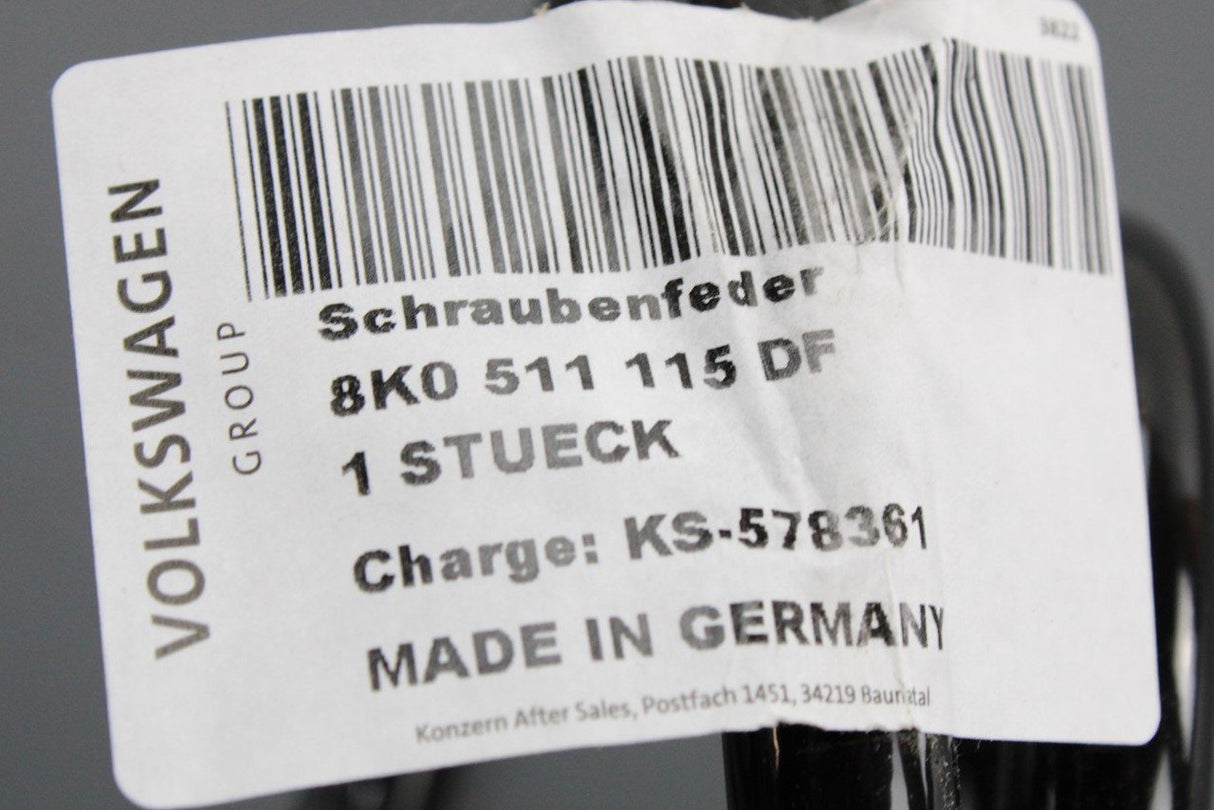 3622
VOLKSWAGEN
GROUP
Schraubenfeder
8K0 511 115 DF
1 STUECK
Charge: KS-578361
MADE IN GERMANY
Konzern After Sales, Postfach 1451, 34219 Baunatal